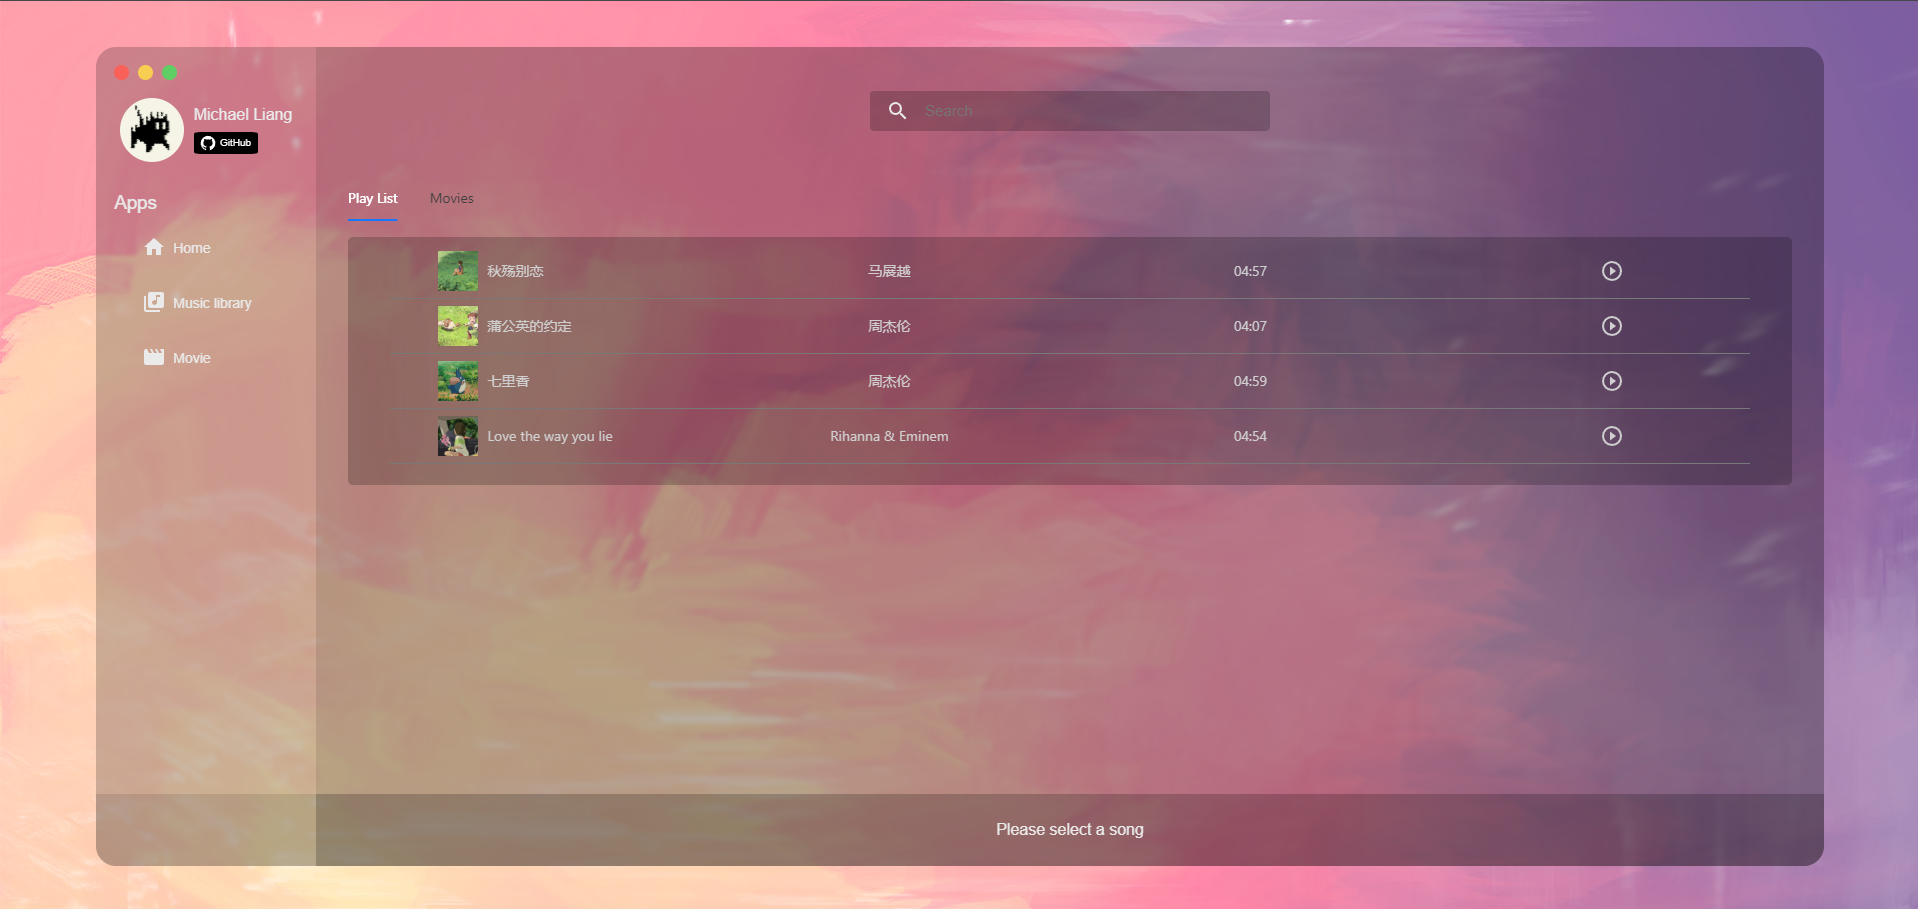 Michael Liang
GitHub
Search
Apps
Home
Music library
Movie
Play List Movies
秋殇别恋 马展越 04:57
蒲公英的约定 周杰伦 04:07
七里香 周杰伦 04:59
Love the way you lie Rihanna & Eminem 04:54
Please select a song